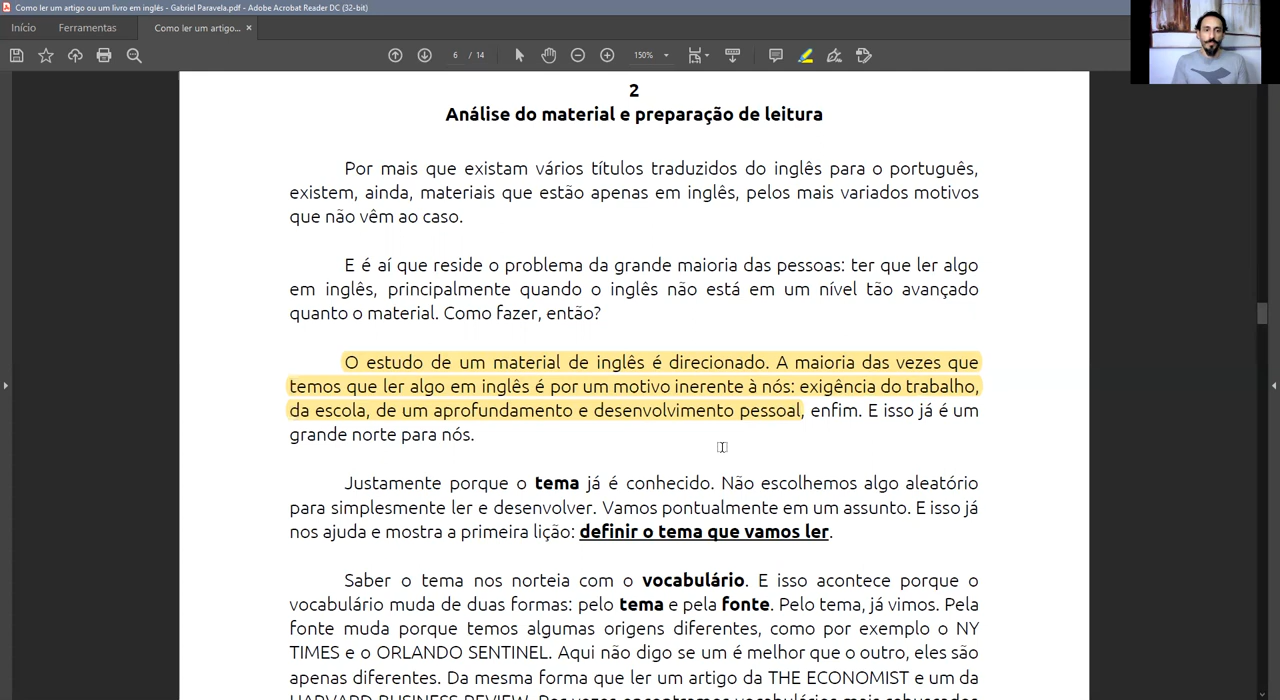 Como ler um artigo ou um livro em inglês - Gabriel Paravela.pdf - Adobe Acrobat Reader DC (32-bit)
Início Ferramentas Como ler um artigo... ×
6 / 14 150%
2
Análise do material e preparação de leitura
Por mais que existam vários títulos traduzidos do inglês para o português,
existem, ainda, materiais que estão apenas em inglês, pelos mais variados motivos
que não vêm ao caso.
E é aí que reside o problema da grande maioria das pessoas: ter que ler algo
em inglês, principalmente quando o inglês não está em um nível tão avançado
quanto o material. Como fazer, então?
O estudo de um material de inglês é direcionado. A maioria das vezes que
temos que ler algo em inglês é por um motivo inerente à nós: exigência do trabalho,
da escola, de um aprofundamento e desenvolvimento pessoal, enfim. E isso já é um
grande norte para nós.
Justamente porque o tema já é conhecido. Não escolhemos algo aleatório
para simplesmente ler e desenvolver. Vamos pontualmente em um assunto. E isso já
nos ajuda e mostra a primeira lição: definir o tema que vamos ler.
Saber o tema nos norteia com o vocabulário. E isso acontece porque o
vocabulário muda de duas formas: pelo tema e pela fonte. Pelo tema, já vimos. Pela
fonte muda porque temos algumas origens diferentes, como por exemplo o NY
TIMES e o ORLANDO SENTINEL. Aqui não digo se um é melhor que o outro, eles são
apenas diferentes. Da mesma forma que ler um artigo da THE ECONOMIST e um da
HARVARD BUSINESS REVIEW. Por vezes encontramos vocabulários mais rebuscados